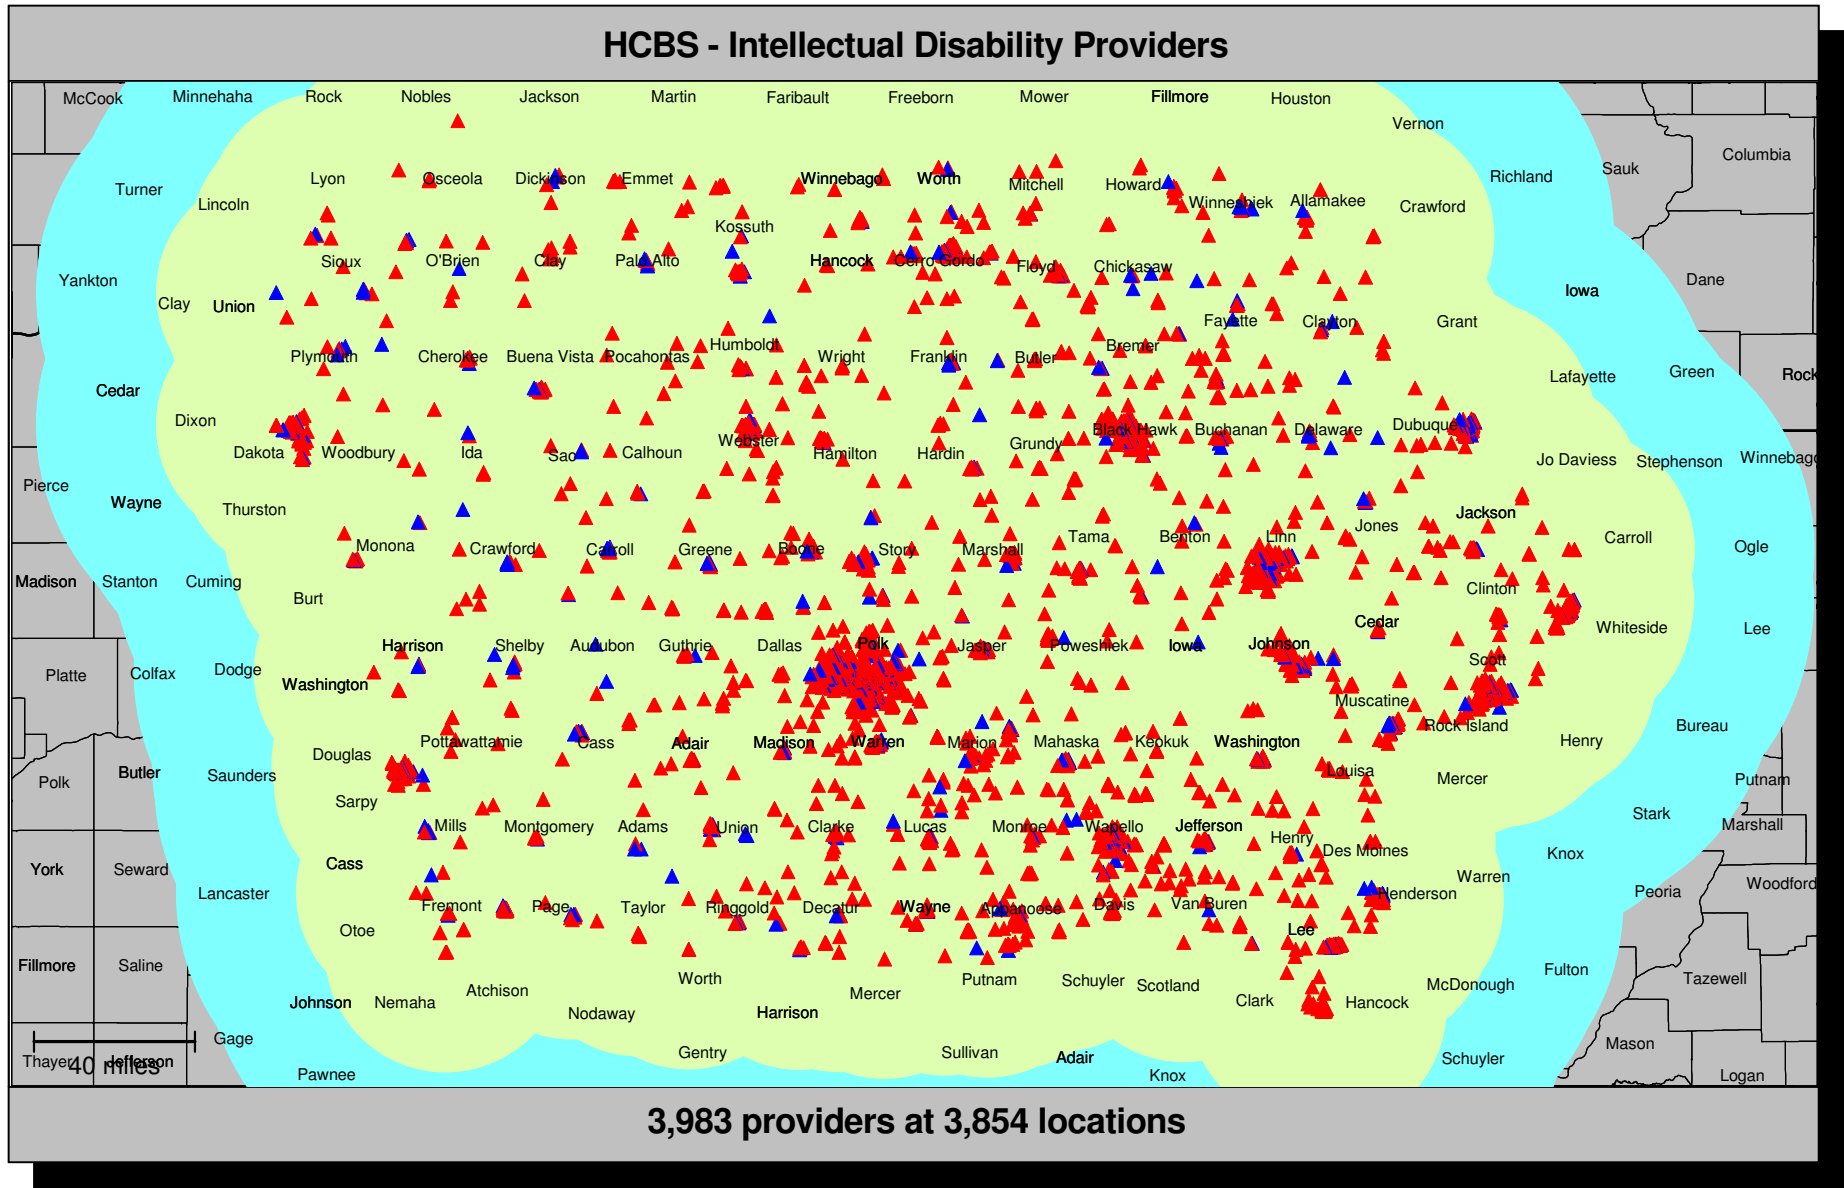 HCBS - Intellectual Disability Providers
McCook Minnehaha Rock Nobles Jackson Martin Faribault Freeborn Mower Fillmore Houston
Vernon
Sauk Columbia
Turner Lyon Osceola Dickinson Emmet Winnebago Worth Mitchell Howard Richland
Lincoln Kossuth Winneshiek Allamakee Crawford
Yankton Sioux O'Brien Clay Palo Alto Hancock Cerro Gordo Floyd Chickasaw Dane
Clay Union Iowa
Fayette Clayton Grant
Plymouth Cherokee Buena Vista Pocahontas Humboldt Wright Franklin Butler Bremer
Cedar Lafayette Green Rock
Dixon Black Hawk Buchanan Delaware Dubuque
Dakota Woodbury Ida Sac Calhoun Webster Hamilton Hardin Grundy Jo Daviess Stephenson Winnebago
Pierce Wayne Thurston Jones Jackson
Monona Crawford Carroll Greene Boone Story Marshall Tama Benton Linn Carroll Ogle
Madison Stanton Cuming Burt Clinton
Harrison Shelby Audubon Guthrie Dallas Polk Jasper Poweshiek Iowa Johnson Cedar Whiteside Lee
Platte Colfax Dodge Washington Scott
Muscatine Rock Island Bureau
Douglas Pottawattamie Cass Adair Madison Warren Marion Mahaska Keokuk Washington Henry
Polk Butler Saunders Louisa Mercer Putnam
Sarpy Mills Montgomery Adams Union Clarke Lucas Monroe Wapello Jefferson Henry Stark Marshall
York Seward Cass Des Moines Knox
Lancaster Warren Peoria Woodford
Fremont Page Taylor Ringgold Decatur Wayne Appanoose Davis Van Buren Henderson
Otoe Lee
Fillmore Saline Worth Putnam Schuyler Scotland Fulton Tazewell
Johnson Nemaha Atchison Nodaway Harrison Mercer Clark Hancock McDonough
Gage Gentry Sullivan Adair Schuyler Mason
Thayer Jefferson
40 miles
Pawnee Knox Logan
3,983 providers at 3,854 locations